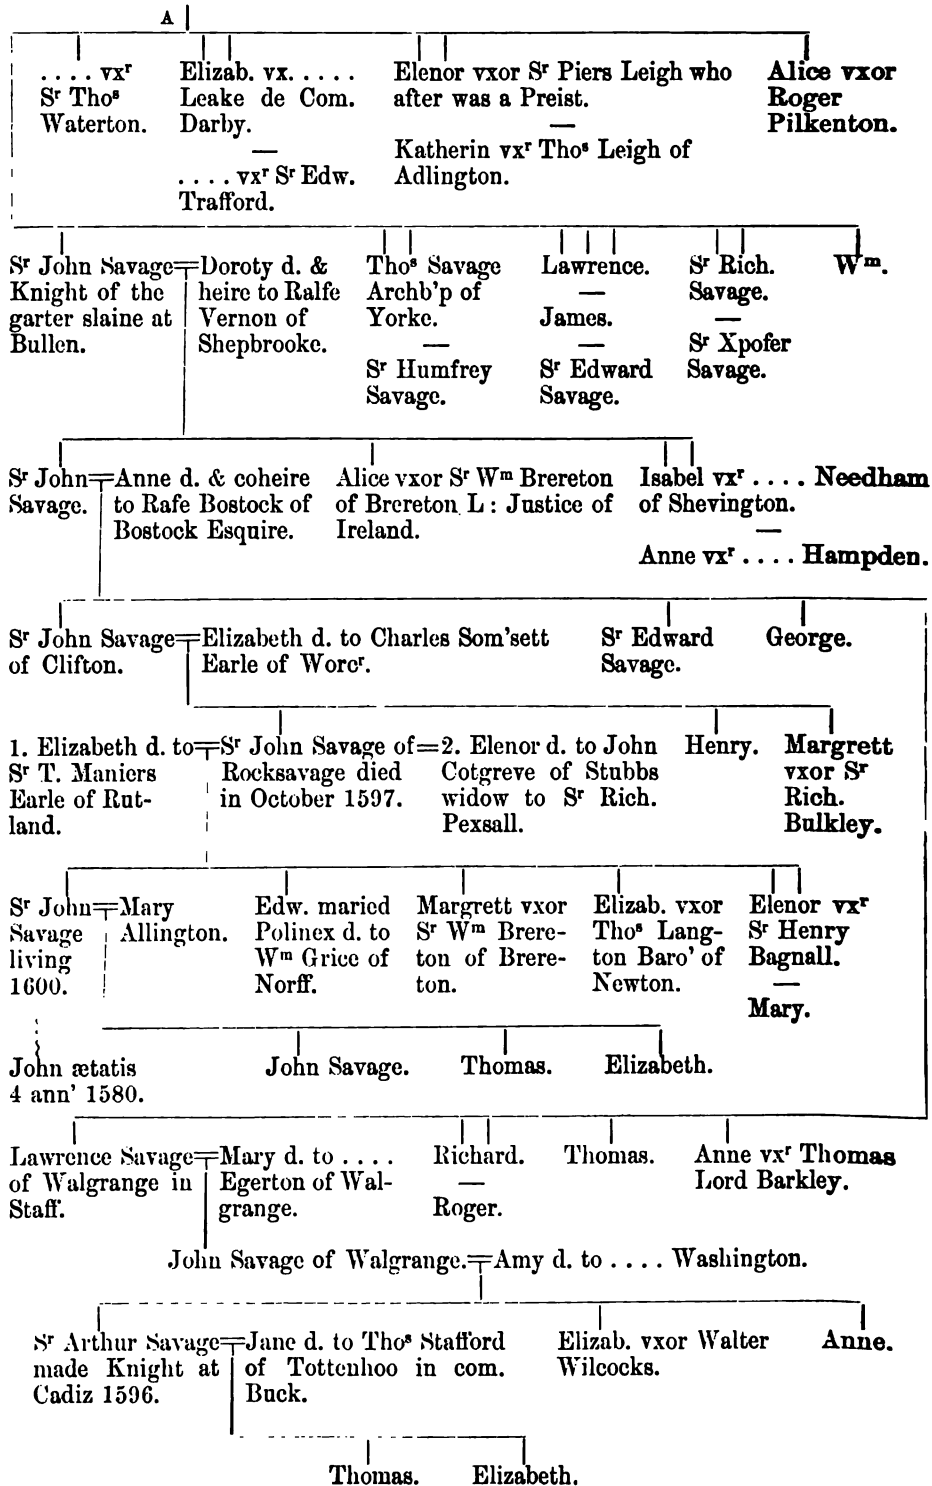 A
. . . . vxʳ
Sʳ Thoˢ
Waterton.
Elizab. vx. . . . .
Leake de Com.
Darby.
—
. . . . vxʳ Sʳ Edw.
Trafford.
Elenor vxor Sʳ Piers Leigh who
after was a Preist.
—
Katherin vxʳ Thoˢ Leigh of
Adlington.
Alice vxor
Roger
Pilkenton.
Sʳ John Savage
Knight of the
garter slaine at
Bullen.
Doroty d. &
heire to Ralfe
Vernon of
Shepbrooke.
Thoˢ Savage
Archb'p of
Yorke.
—
Sʳ Humfrey
Savage.
Lawrence.
—
James.
—
Sʳ Edward
Savage.
Sʳ Rich.
Savage.
—
Sʳ Xpofer
Savage.
Wᵐ.
Sʳ John
Savage.
Anne d. & coheire
to Rafe Bostock of
Bostock Esquire.
Alice vxor Sʳ Wᵐ Brereton
of Brereton L : Justice of
Ireland.
Isabel vxʳ . . . . Needham
of Shevington.
—
Anne vxʳ . . . . Hampden.
Sʳ John Savage
of Clifton.
Elizabeth d. to Charles Som'sett
Earle of Worcʳ.
Sʳ Edward
Savage.
George.
1. Elizabeth d. to
Sʳ T. Maniers
Earle of Rut-
land.
Sʳ John Savage of
Rocksavage died
in October 1597.
=2. Elenor d. to John
Cotgreve of Stubbs
widow to Sʳ Rich.
Pexsall.
Henry.
Margrett
vxor Sʳ
Rich.
Bulkley.
Sʳ John
Savage
living
1600.
Mary
Allington.
Edw. maried
Polinex d. to
Wᵐ Grice of
Norff.
Margrett vxor
Sʳ Wᵐ Brere-
ton of Brere-
ton.
Elizab. vxor
Thoˢ Lang-
ton Baro' of
Newton.
Elenor vxʳ
Sʳ Henry
Bagnall.
—
Mary.
John ætatis
4 ann' 1580.
John Savage.
Thomas.
Elizabeth.
Lawrence Savage
of Walgrange in
Staff.
Mary d. to . . . .
Egerton of Wal-
grange.
Richard.
—
Roger.
Thomas.
Anne vxʳ Thomas
Lord Barkley.
John Savage of Walgrange.
Amy d. to . . . . Washington.
Sʳ Arthur Savage
made Knight at
Cadiz 1596.
Jane d. to Thoˢ Stafford
of Tottenhoo in com.
Buck.
Elizab. vxor Walter
Wilcocks.
Anne.
Thomas.
Elizabeth.